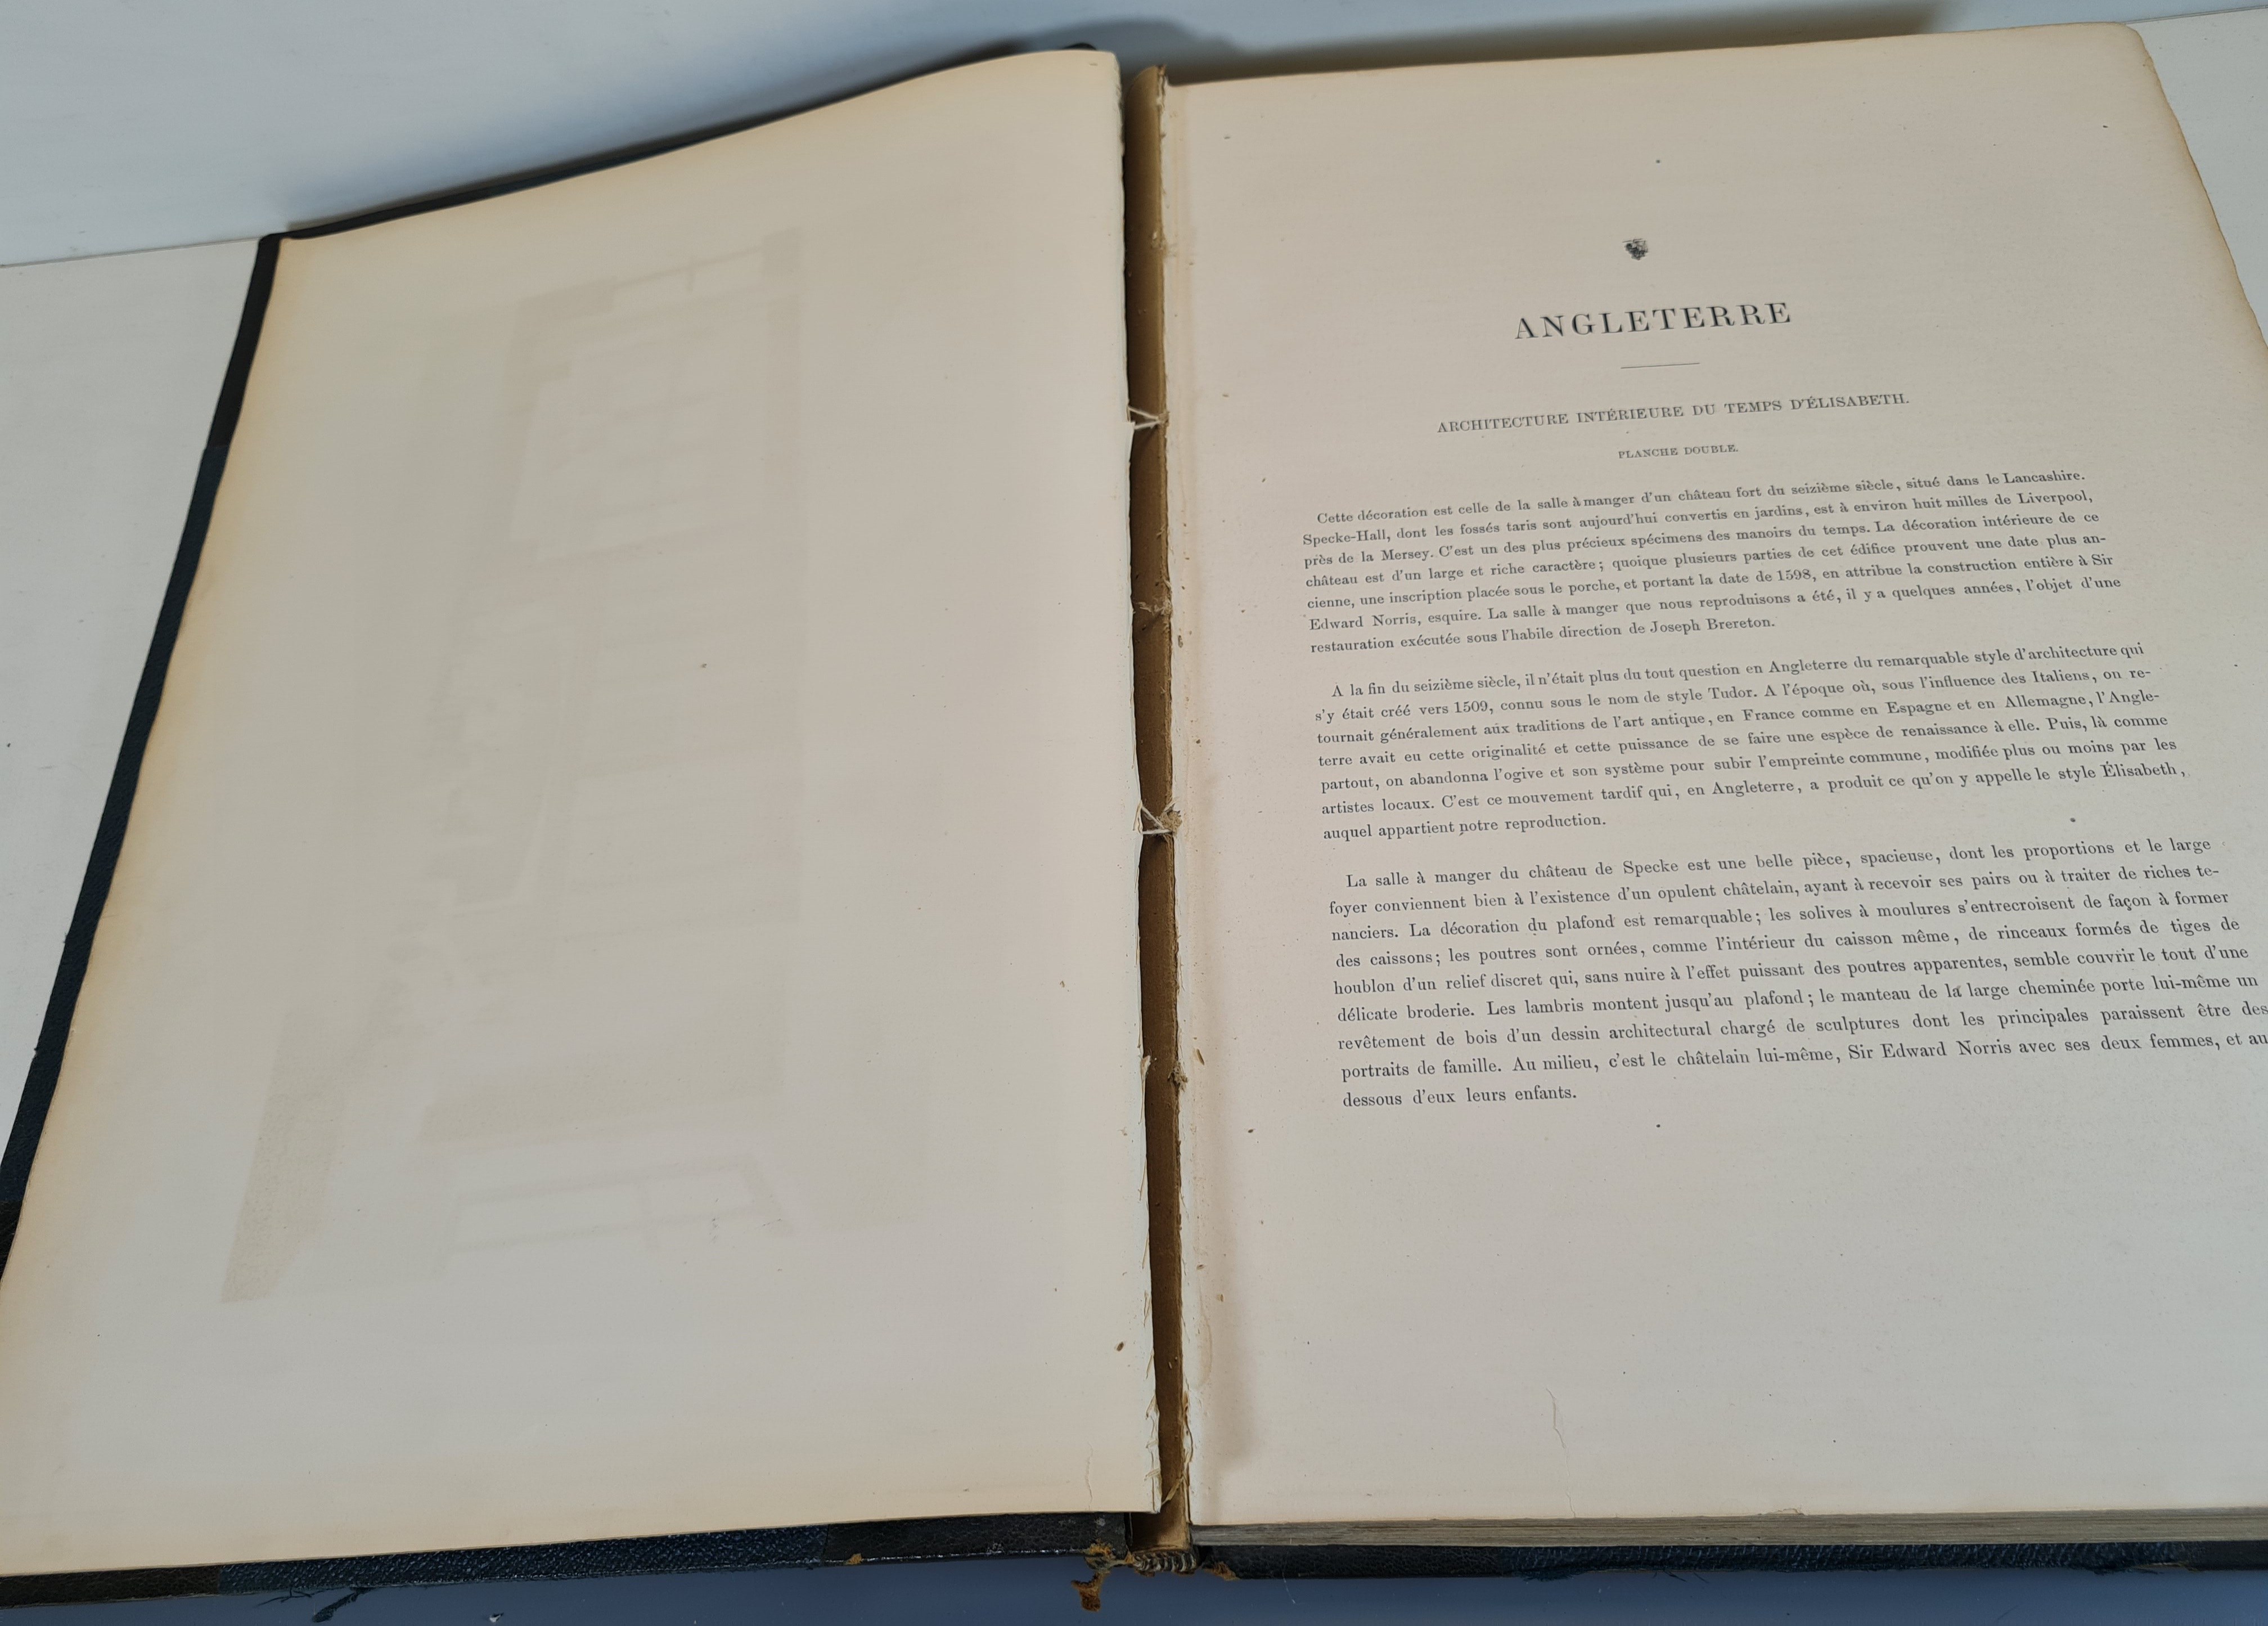 ANGLETERRE
ARCHITECTURE INTÉRIEURE DU TEMPS D'ÉLISABETH.
PLANCHE DOUBLE.
Cette décoration est celle de la salle à manger d'un château fort du seizième siècle, situé dans le Lancashire.
Specke-Hall, dont les fossés taris sont aujourd'hui convertis en jardins, est à environ huit milles de Liverpool,
près de la Mersey. C'est un des plus précieux spécimens des manoirs du temps. La décoration intérieure de ce
château est d'un large et riche caractère; quoique plusieurs parties de cet édifice prouvent une date plus an-
cienne, une inscription placée sous le porche, et portant la date de 1598, en attribue la construction entière à Sir
Edward Norris, esquire. La salle à manger que nous reproduisons a été, il y a quelques années, l'objet d'une
restauration exécutée sous l'habile direction de Joseph Brereton.
A la fin du seizième siècle, il n'était plus du tout question en Angleterre du remarquable style d'architecture qui
s'y était créé vers 1509, connu sous le nom de style Tudor. A l'époque où, sous l'influence des Italiens, on re-
tournait généralement aux traditions de l'art antique, en France comme en Espagne et en Allemagne, l'Angle-
terre avait eu cette originalité et cette puissance de se faire une espèce de renaissance à elle. Puis, là comme
partout, on abandonna l'ogive et son système pour subir l'empreinte commune, modifiée plus ou moins par les
artistes locaux. C'est ce mouvement tardif qui, en Angleterre, a produit ce qu'on y appelle le style Élisabeth,
auquel appartient notre reproduction.
La salle à manger du château de Specke est une belle pièce, spacieuse, dont les proportions et le large
foyer conviennent bien à l'existence d'un opulent châtelain, ayant à recevoir ses pairs ou à traiter de riches te-
nanciers. La décoration du plafond est remarquable; les solives à moulures s'entrecroisent de façon à former
des caissons; les poutres sont ornées, comme l'intérieur du caisson même, de rinceaux formés de tiges de
houblon d'un relief discret qui, sans nuire à l'effet puissant des poutres apparentes, semble couvrir le tout d'une
délicate broderie. Les lambris montent jusqu'au plafond; le manteau de la large cheminée porte lui-même un
revêtement de bois d'un dessin architectural chargé de sculptures dont les principales paraissent être des
portraits de famille. Au milieu, c'est le châtelain lui-même, Sir Edward Norris avec ses deux femmes, et au
dessous d'eux leurs enfants.